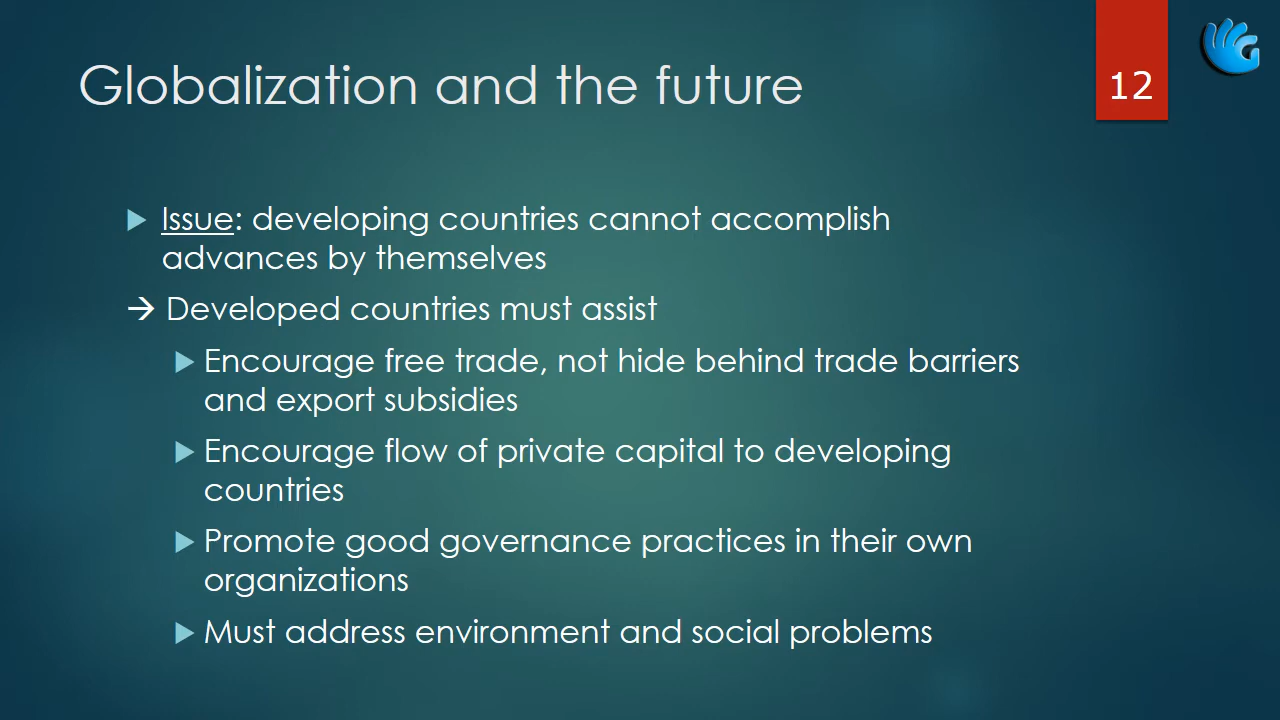 Globalization and the future
12
Issue: developing countries cannot accomplish
advances by themselves
→ Developed countries must assist
Encourage free trade, not hide behind trade barriers
and export subsidies
Encourage flow of private capital to developing
countries
Promote good governance practices in their own
organizations
Must address environment and social problems